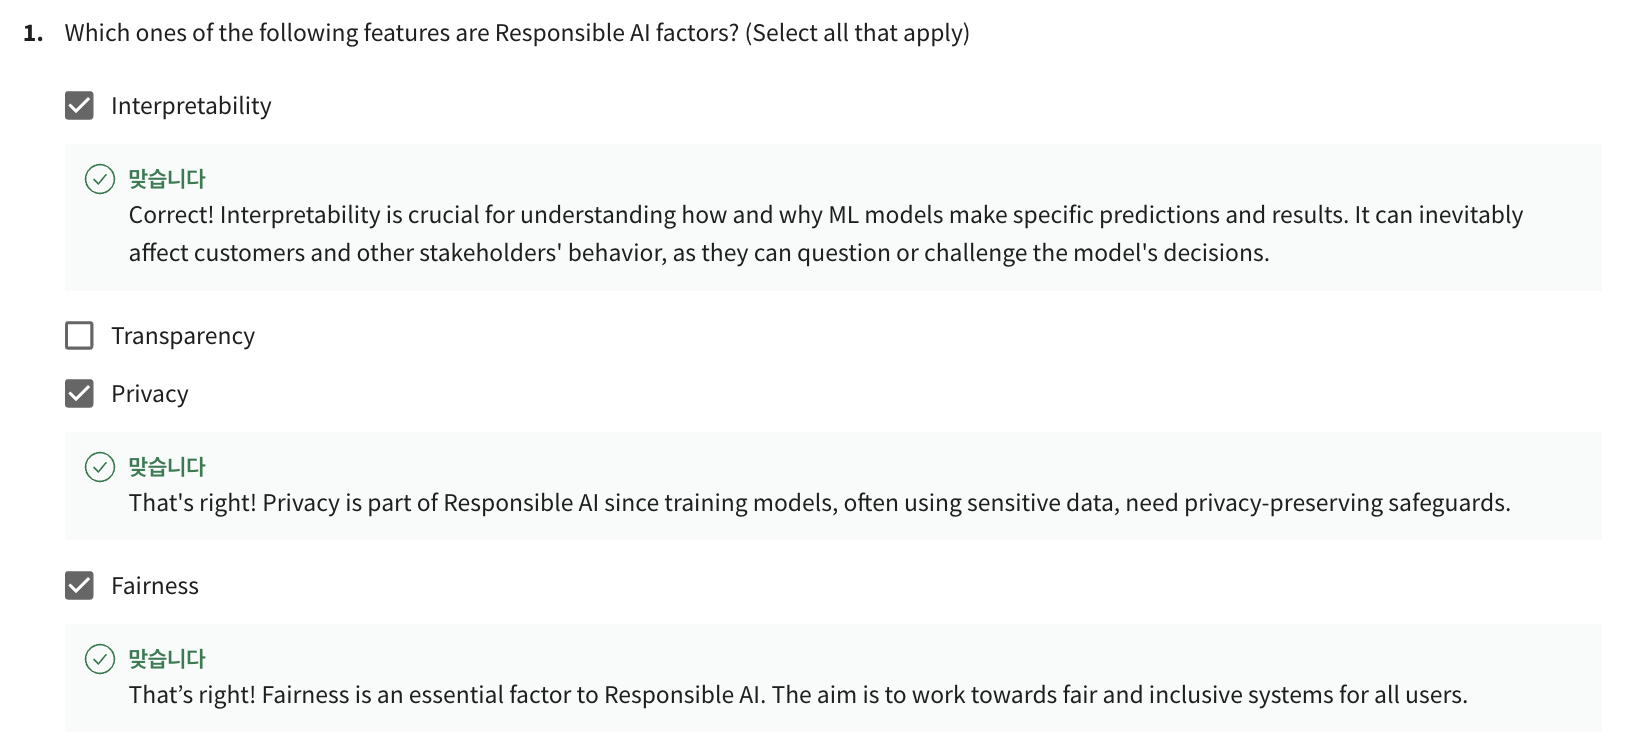 1. Which ones of the following features are Responsible AI factors? (Select all that apply)
Interpretability
맞습니다
Correct! Interpretability is crucial for understanding how and why ML models make specific predictions and results. It can inevitably
affect customers and other stakeholders' behavior, as they can question or challenge the model's decisions.
Transparency
Privacy
맞습니다
That's right! Privacy is part of Responsible AI since training models, often using sensitive data, need privacy-preserving safeguards.
Fairness
맞습니다
That’s right! Fairness is an essential factor to Responsible AI. The aim is to work towards fair and inclusive systems for all users.